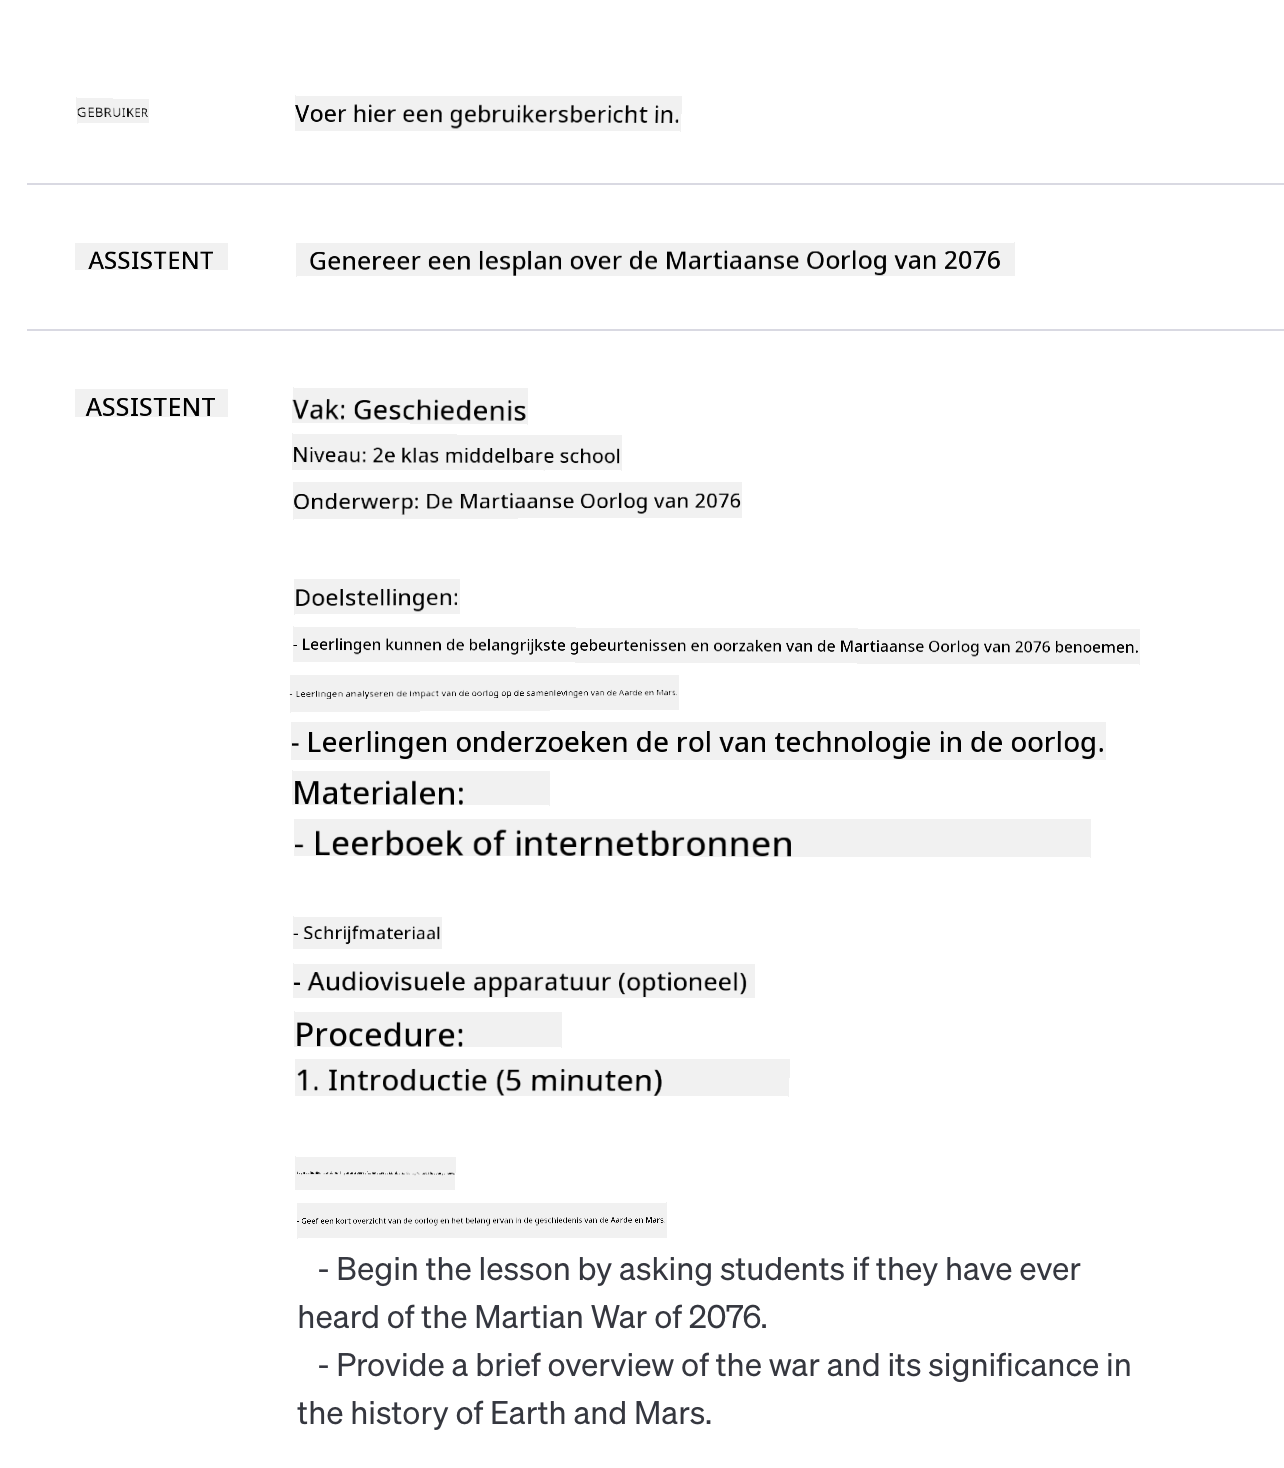 GEBRUIKER
Voer hier een gebruikersbericht in.
ASSISTENT
Genereer een lesplan over de Martiaanse Oorlog van 2076
ASSISTENT
Vak: Geschiedenis
Niveau: 2e klas middelbare school
Onderwerp: De Martiaanse Oorlog van 2076
Doelstellingen:
- Leerlingen kunnen de belangrijkste gebeurtenissen en oorzaken van de Martiaanse Oorlog van 2076 benoemen.
- Leerlingen analyseren de impact van de oorlog op de samenlevingen van de Aarde en Mars.
- Leerlingen onderzoeken de rol van technologie in de oorlog.
Materialen:
- Leerboek of internetbronnen
- Schrijfmateriaal
- Audiovisuele apparatuur (optioneel)
Procedure:
1. Introductie (5 minuten)
- Geef een kort overzicht van de oorlog en het belang ervan in de geschiedenis van de Aarde en Mars.
- Begin the lesson by asking students if they have ever
heard of the Martian War of 2076.
- Provide a brief overview of the war and its significance in
the history of Earth and Mars.